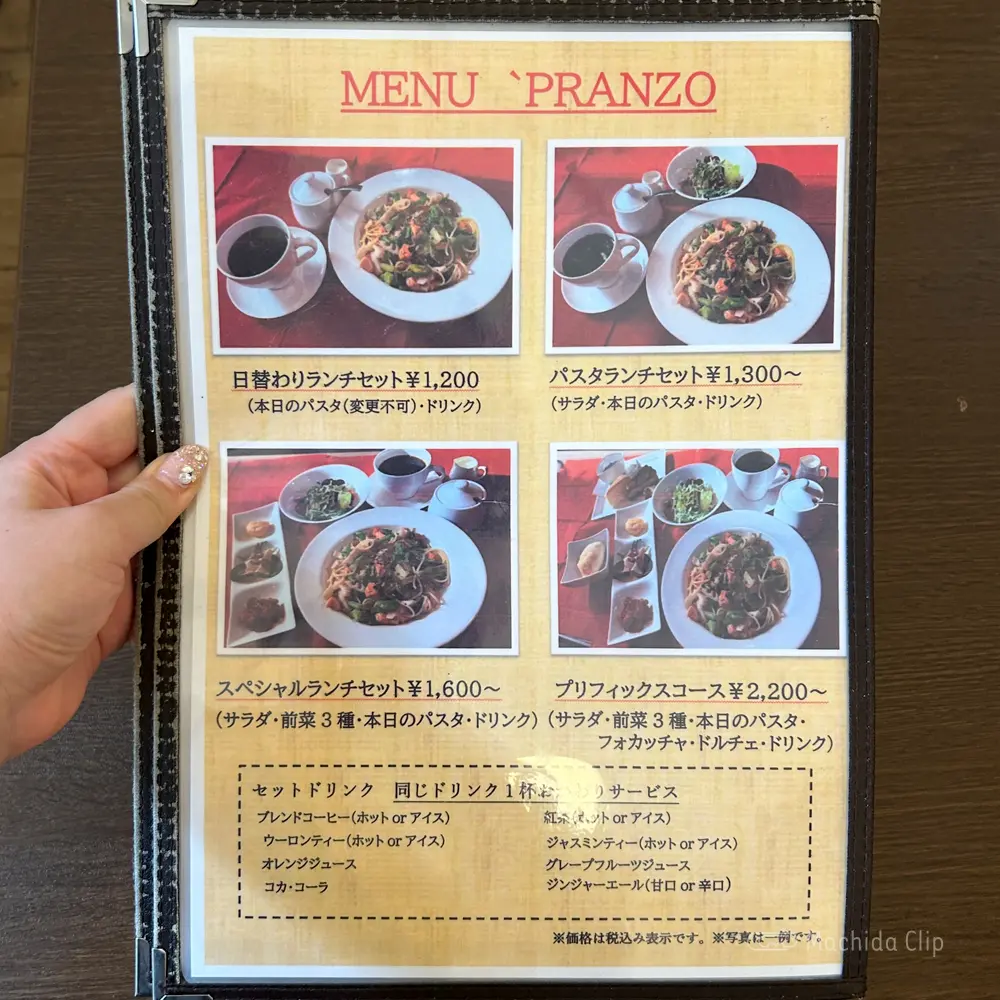 MENU `PRANZO
日替わりランチセット￥1,200
(本日のパスタ(変更不可)・ドリンク)
パスタランチセット￥1,300～
(サラダ・本日のパスタ・ドリンク)
スペシャルランチセット￥1,600～
(サラダ・前菜3種・本日のパスタ・ドリンク)
プリフィックスコース￥2,200～
(サラダ・前菜3種・本日のパスタ・
フォカッチャ・ドルチェ・ドリンク)
セットドリンク 同じドリンク1杯おかわりサービス
ブレンドコーヒー(ホット or アイス)
紅茶(ホット or アイス)
ウーロンティー(ホット or アイス)
ジャスミンティー(ホット or アイス)
オレンジジュース
グレープフルーツジュース
コカ・コーラ
ジンジャーエール(甘口 or 辛口)
※価格は税込み表示です。※写真は一例です。
Machida Clip